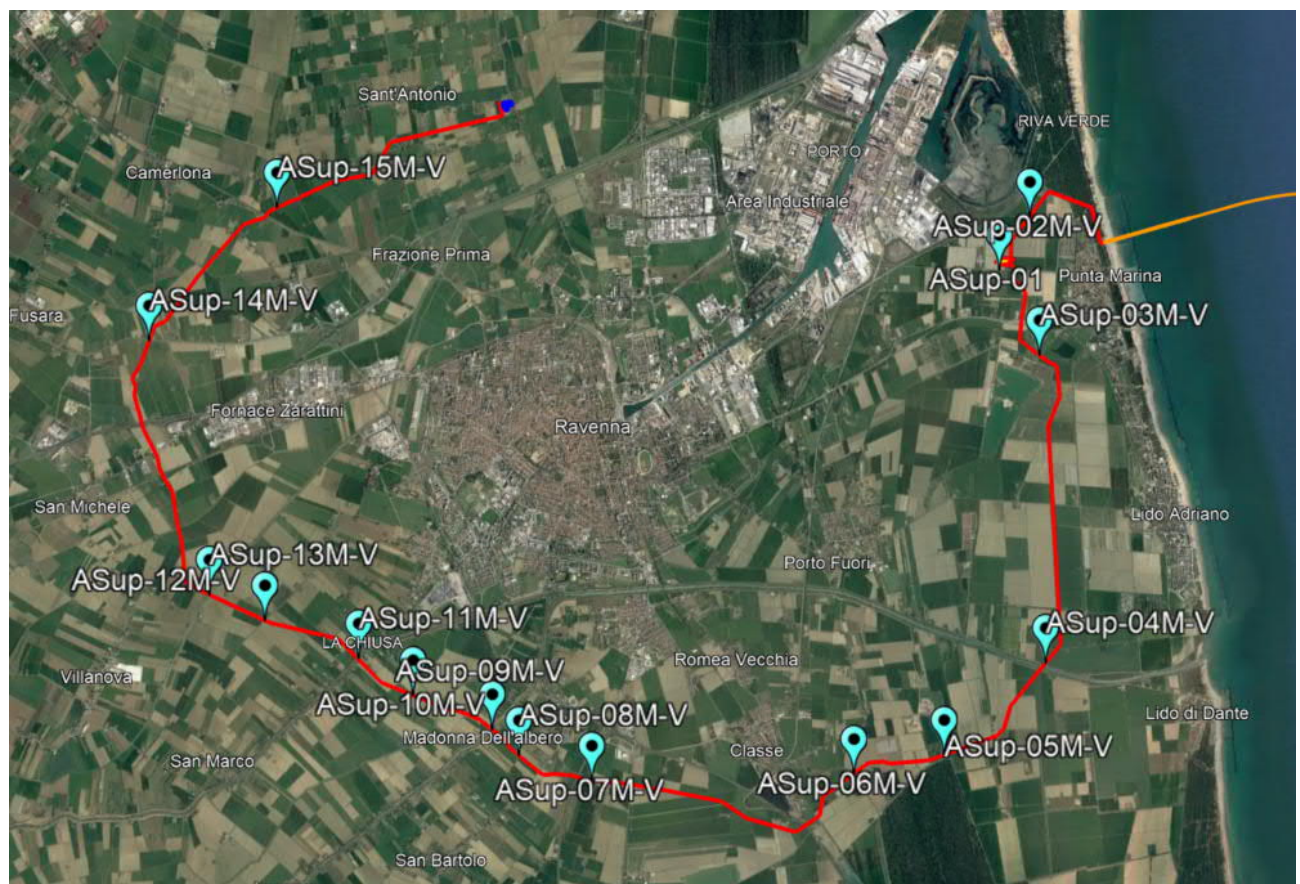 Sant'Antonio
RIVA VERDE
PORTO
ASup-15M-V
Camerlona
Area Industriale
ASup-02M-V
Frazione Prima
ASup-01
Punta Marina
ASup-14M-V
Fusara
ASup-03M-V
Fornace Zarattini
Ravenna
San Michele
Lido Adriano
ASup-13M-V
Porto Fuori
ASup-12M-V
ASup-11M-V
ASup-04M-V
LA CHIUSA
Romea Vecchia
ASup-09M-V
Villanova
ASup-10M-V
ASup-08M-V
Lido di Dante
Madonna Dell'albero
ASup-05M-V
Classe
San Marco
ASup-06M-V
ASup-07M-V
San Bartolo